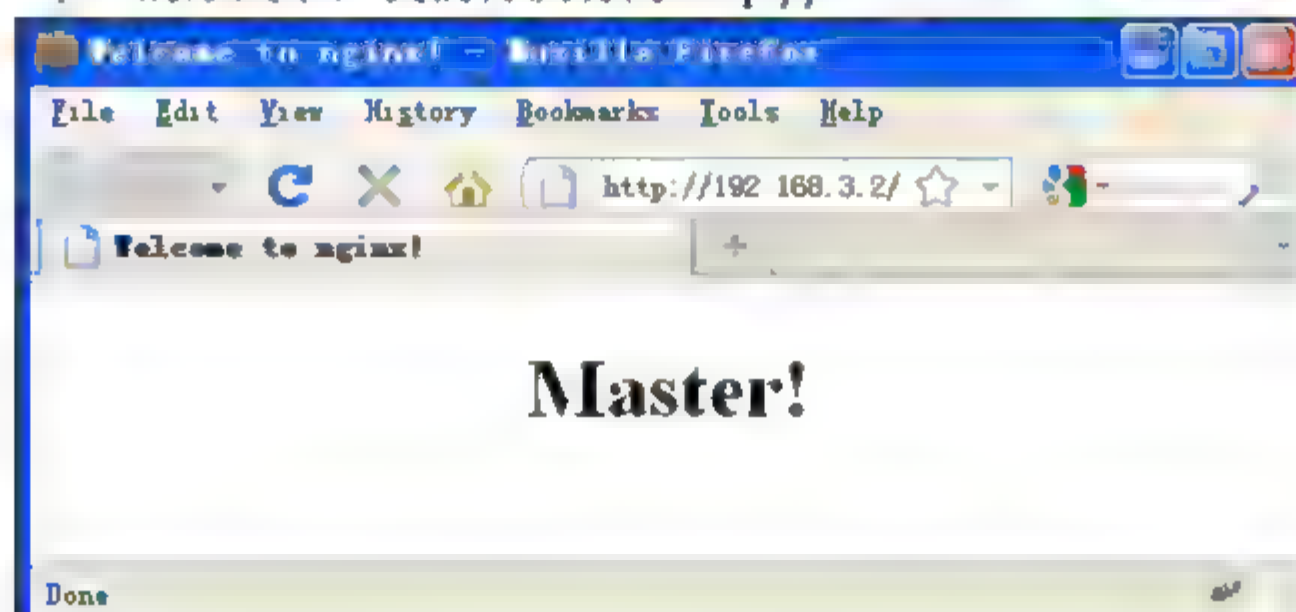 Welcome to nginx! - Mozilla Firefox
File Edit View History Bookmarks Tools Help
http://192 168.3.2/
Welcome to nginx!
Master!
Done